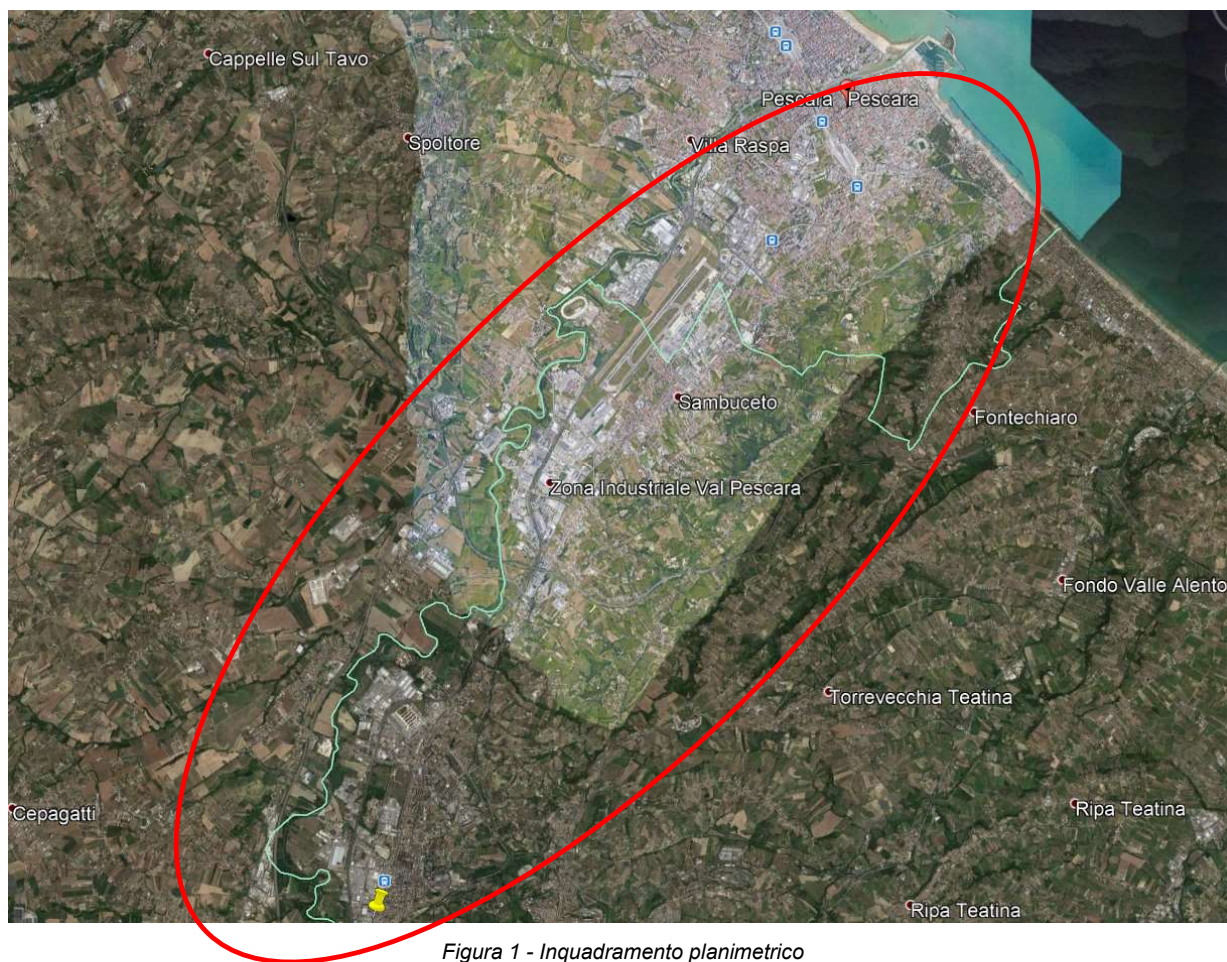 Cappelle Sul Tavo
Pescara
Pescara
Spoltore
Villa Raspa
Sambuceto
Fontechiaro
Zona Industriale Val Pescara
Fondo Valle Alento
Torrevecchia Teatina
Cepagatti
Ripa Teatina
Ripa Teatina
Figura 1 - Inquadramento planimetrico